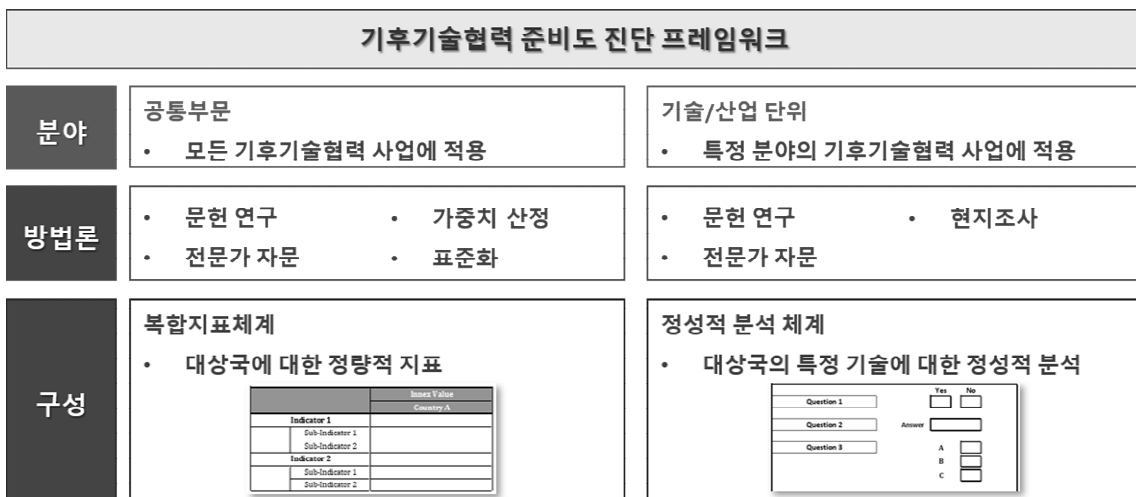 기후기술협력 준비도 진단 프레임워크
분야
공통부문
• 모든 기후기술협력 사업에 적용
기술/산업 단위
• 특정 분야의 기후기술협력 사업에 적용
방법론
• 문헌 연구 • 가중치 산정
• 전문가 자문 • 표준화
• 문헌 연구 • 현지조사
• 전문가 자문
구성
복합지표체계
• 대상국에 대한 정량적 지표
Innex Value
Country A
Indicator 1
Sub-Indicator 1
Sub-Indicator 2
Indicator 2
Sub-Indicator 1
Sub-Indicator 2
정성적 분석 체계
• 대상국의 특정 기술에 대한 정성적 분석
Yes No
Question 1
Question 2 Answer
Question 3 A
B
C